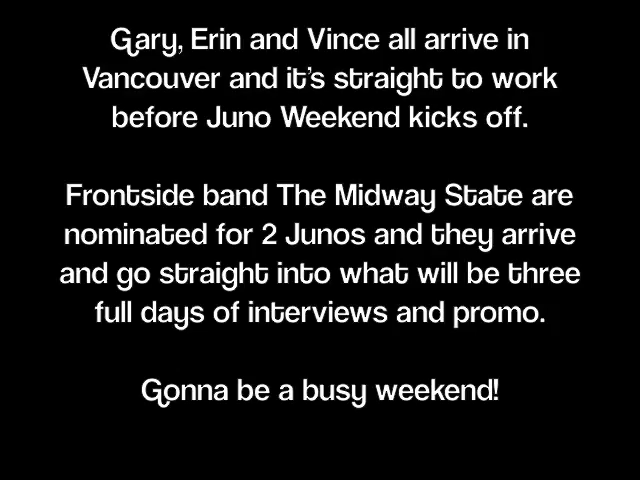 Gary, Erin and Vince all arrive in
Vancouver and it's straight to work
before Juno Weekend kicks off.
Frontside band The Midway State are
nominated for 2 Junos and they arrive
and go straight into what will be three
full days of interviews and promo.
Gonna be a busy weekend!